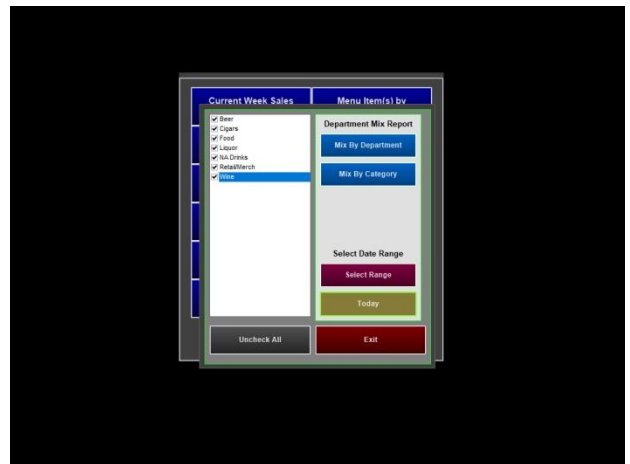 Current Week Sales
Menu Item(s) by
Beer
Cigars
Food
Liquor
NA Drinks
Retail/Merch
Wine
Department Mix Report
Mix By Department
Mix By Category
Select Date Range
Select Range
Today
Uncheck All
Exit